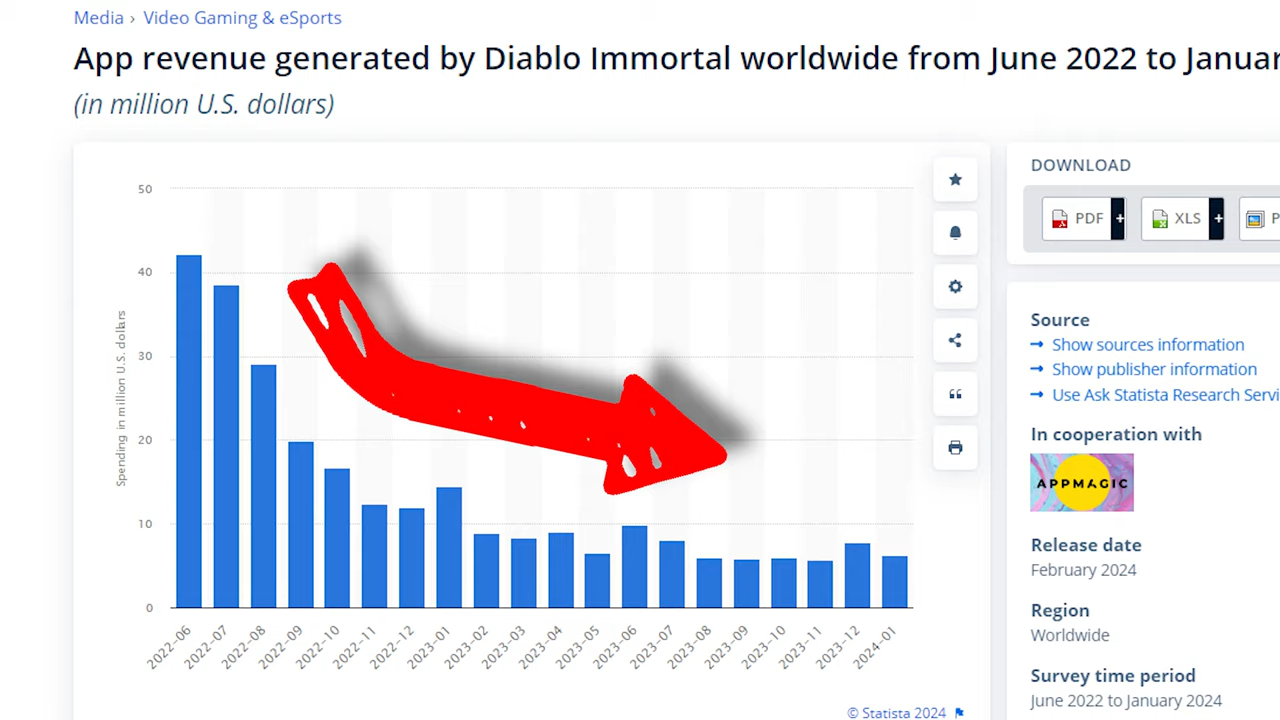 Media › Video Gaming & eSports
App revenue generated by Diablo Immortal worldwide from June 2022 to Januar
(in million U.S. dollars)
DOWNLOAD
PDF +
XLS +
P
50
40
30
20
10
0
Spending in million U.S. dollars
2022-06
2022-07
2022-08
2022-09
2022-10
2022-11
2022-12
2023-01
2023-02
2023-03
2023-04
2023-05
2023-06
2023-07
2023-08
2023-09
2023-10
2023-11
2023-12
2024-01
© Statista 2024
Source
→ Show sources information
→ Show publisher information
→ Use Ask Statista Research Servi
In cooperation with
APPMAGIC
Release date
February 2024
Region
Worldwide
Survey time period
June 2022 to January 2024